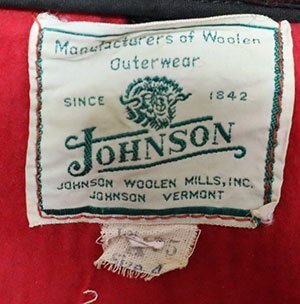 Manufacturers of Woolen
Outerwear
SINCE 1842
JOHNSON
JOHNSON WOOLEN MILLS, INC.
JOHNSON VERMONT